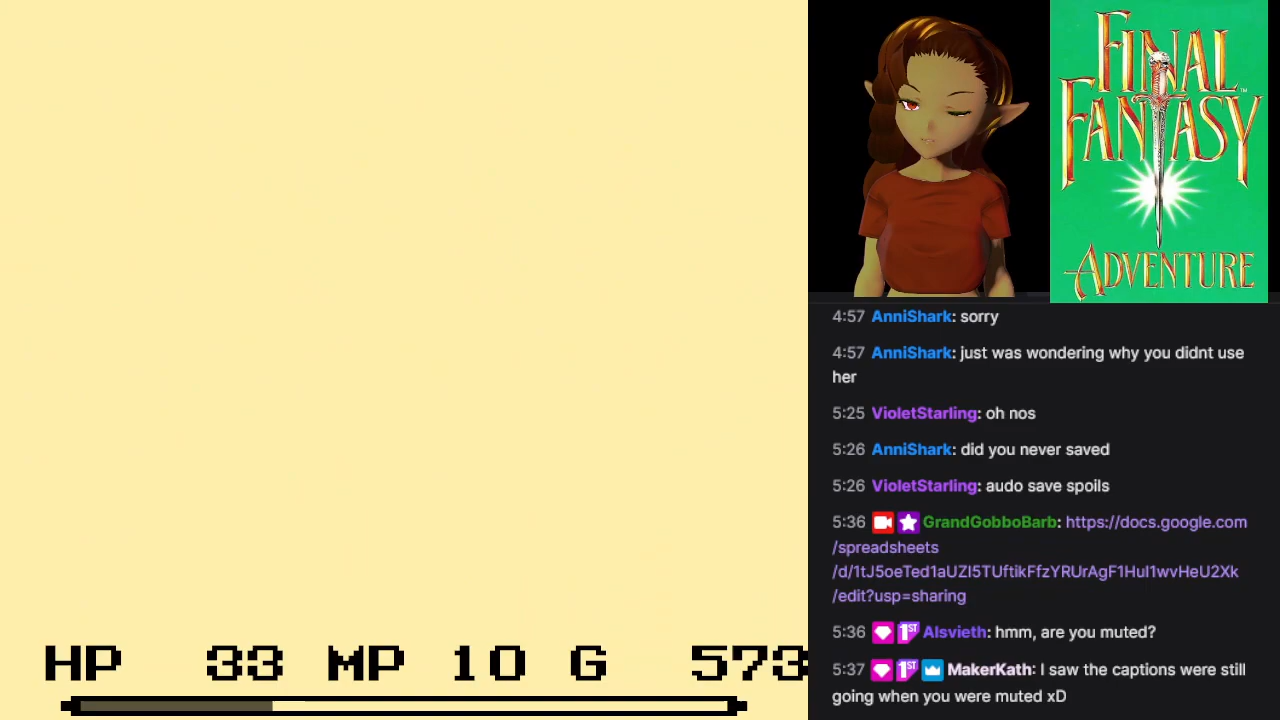 FINAL
FANTASY™
ADVENTURE
4:57 AnniShark: sorry
4:57 AnniShark: just was wondering why you didnt use
her
5:25 VioletStarling: oh nos
5:26 AnniShark: did you never saved
5:26 VioletStarling: audo save spoils
5:36 GrandGobboBarb: https://docs.google.com
/spreadsheets
/d/1tJ5oeTed1aUZI5TUftikFfzYRUrAgF1Hul1wvHeU2Xk
/edit?usp=sharing
5:36 1ST Alsvieth: hmm, are you muted?
5:37 1ST MakerKath: I saw the captions were still
going when you were muted xD
HP 33 MP 10 G 573